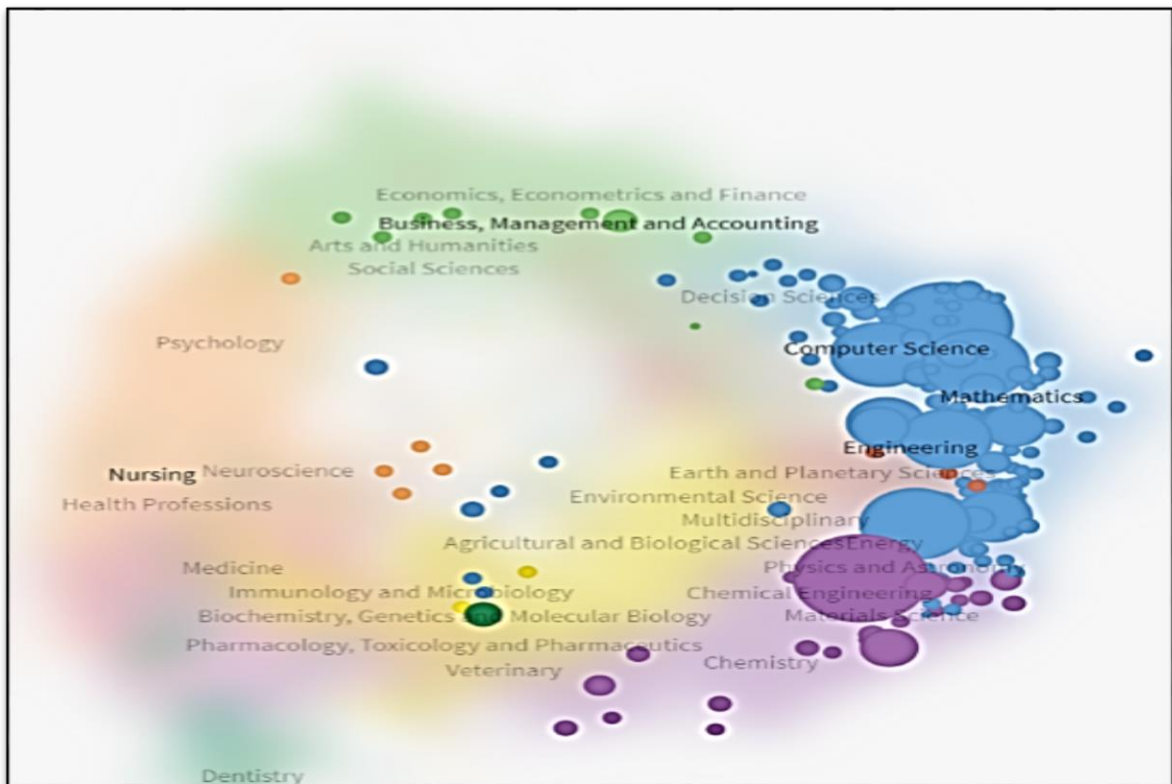 Economics, Econometrics and Finance
Business, Management and Accounting
Arts and Humanities
Social Sciences
Decision Sciences
Psychology
Computer Science
Mathematics
Engineering
Nursing Neuroscience
Earth and Planetary Sciences
Environmental Science
Health Professions
Multidisciplinary
Agricultural and Biological Sciences Energy
Medicine
Physics and Astronomy
Immunology and Microbiology
Chemical Engineering
Biochemistry, Genetics and Molecular Biology
Materials Science
Pharmacology, Toxicology and Pharmaceutics
Chemistry
Veterinary
Dentistry